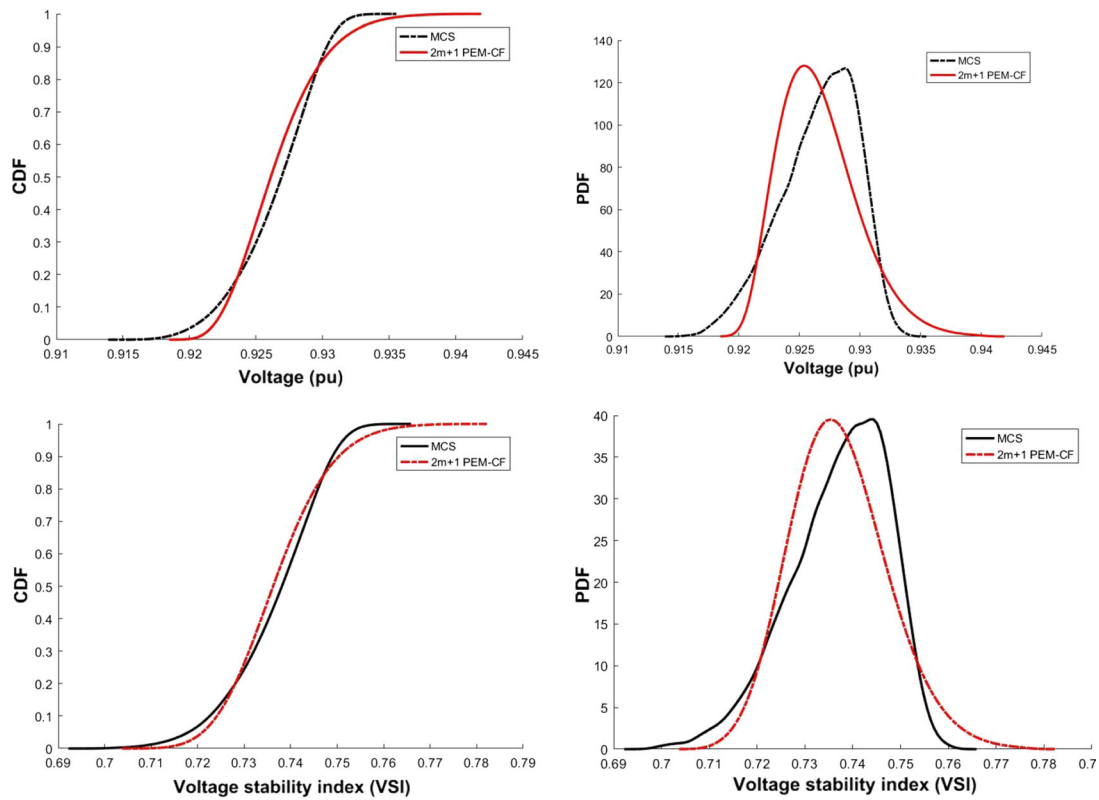 1
0.9
0.8
0.7
0.6
0.5
0.4
0.3
0.2
0.1
0
CDF
0.91 0.915 0.92 0.925 0.93 0.935 0.94 0.945
Voltage (pu)
MCS
2m+1 PEM-CF
140
120
100
80
60
40
20
0
PDF
0.91 0.915 0.92 0.925 0.93 0.935 0.94 0.945
Voltage (pu)
MCS
2m+1 PEM-CF
1
0.9
0.8
0.7
0.6
0.5
0.4
0.3
0.2
0.1
0
CDF
0.69 0.7 0.71 0.72 0.73 0.74 0.75 0.76 0.77 0.78 0.79
Voltage stability index (VSI)
MCS
2m+1 PEM-CF
40
35
30
25
20
15
10
5
0
PDF
0.69 0.7 0.71 0.72 0.73 0.74 0.75 0.76 0.77 0.78 0.7
Voltage stability index (VSI)
MCS
2m+1 PEM-CF